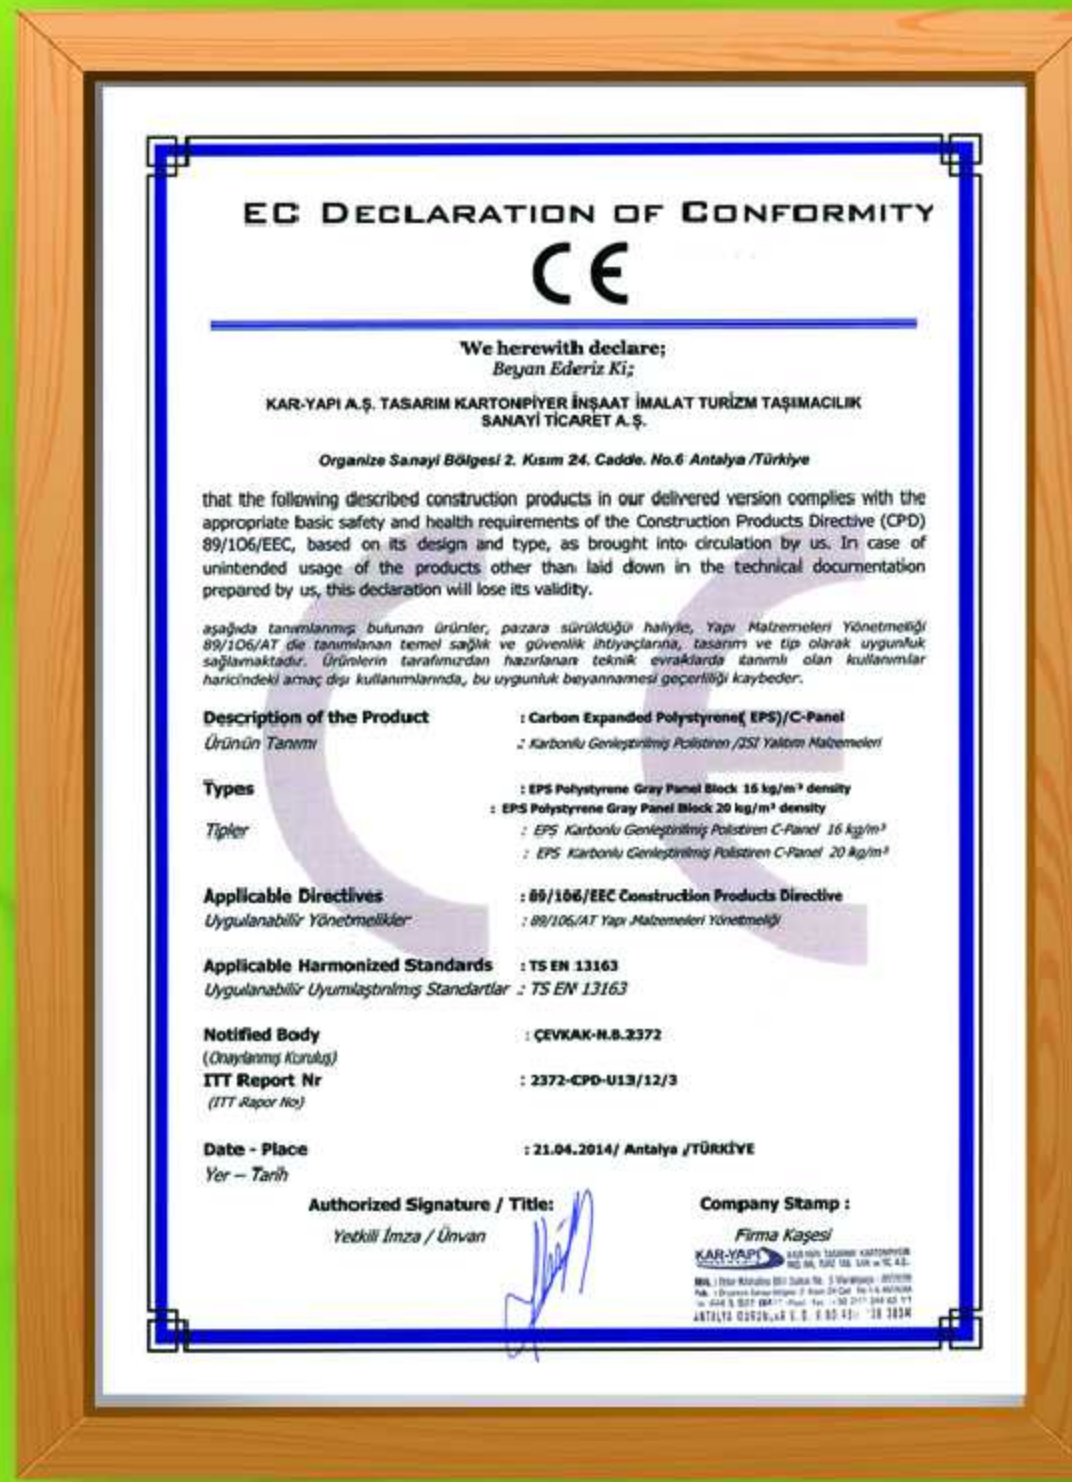 EC DECLARATION OF CONFORMITY
CE
We herewith declare;
Beyan Ederiz Ki;
KAR-YAPI A.Ş. TASARIM KARTONPİYER İNŞAAT İMALAT TURİZM TAŞIMACILIK
SANAYİ TİCARET A.Ş.
Organize Sanayi Bölgesi 2. Kısım 24. Cadde. No.6 Antalya /Türkiye
that the following described construction products in our delivered version complies with the
appropriate basic safety and health requirements of the Construction Products Directive (CPD)
89/106/EEC, based on its design and type, as brought into circulation by us. In case of
unintended usage of the products other than laid down in the technical documentation
prepared by us, this declaration will lose its validity.
aşağıda tanımlanmış bulunan ürünler, pazara sürüldüğü haliyle, Yapı Malzemeleri Yönetmeliği
89/106/AT de tanımlanan temel sağlık ve güvenlik ihtiyaçlarına, tasarım ve tip olarak uygunluk
sağlamaktadır. Ürünlerin tarafımızdan hazırlanan teknik evraklarda tanımlı olan kullanımlar
haricindeki amaç dışı kullanımlarında, bu uygunluk beyannamesi geçerliliği kaybeder.
Description of the Product : Carbon Expanded Polystyrene( EPS)/C-Panel
Ürünün Tanımı .: Karbonlu Genleştirilmiş Polistiren /ISI Yalıtım Malzemeleri
Types : EPS Polystyrene Gray Panel Block 16 kg/m³ density
: EPS Polystyrene Gray Panel Block 20 kg/m³ density
Tipler : EPS Karbonlu Genleştirilmiş Polistiren C-Panel 16 kg/m³
: EPS Karbonlu Genleştirilmiş Polistiren C-Panel 20 kg/m³
Applicable Directives : 89/106/EEC Construction Products Directive
Uygulanabilir Yönetmelikler : 89/106/AT Yapı Malzemeleri Yönetmeliği
Applicable Harmonized Standards : TS EN 13163
Uygulanabilir Uyumlaştırılmış Standartlar .: TS EN 13163
Notified Body : ÇEVKAK-N.B.2372
(Onaylanmış Kuruluş)
ITT Report Nr : 2372-CPD-U13/12/3
(ITT Rapor No)
Date - Place : 21.04.2014/ Antalya /TÜRKİYE
Yer – Tarih
Authorized Signature / Title: Company Stamp :
Yetkili İmza / Ünvan Firma Kaşesi
KAR-YAPI